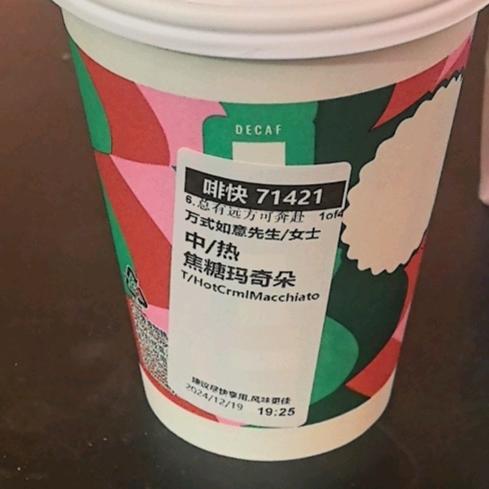 DECAF
啡快 71421
6.总有远方可奔赴 1of4
万式如意先生/女士
中/热
焦糖玛奇朵
T/HotCrmlMacchiato
建议尽快享用,风味更佳
2024/12/19 19:25